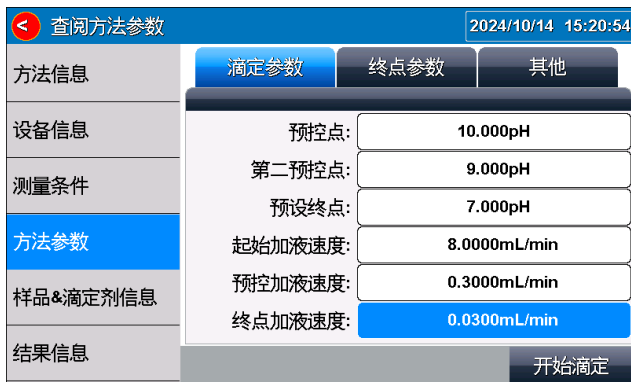 < 查阅方法参数 2024/10/14 15:20:54
方法信息
设备信息
测量条件
方法参数
样品&滴定剂信息
结果信息
滴定参数 终点参数 其他
预控点: 10.000pH
第二预控点: 9.000pH
预设终点: 7.000pH
起始加液速度: 8.0000mL/min
预控加液速度: 0.3000mL/min
终点加液速度: 0.0300mL/min
开始滴定